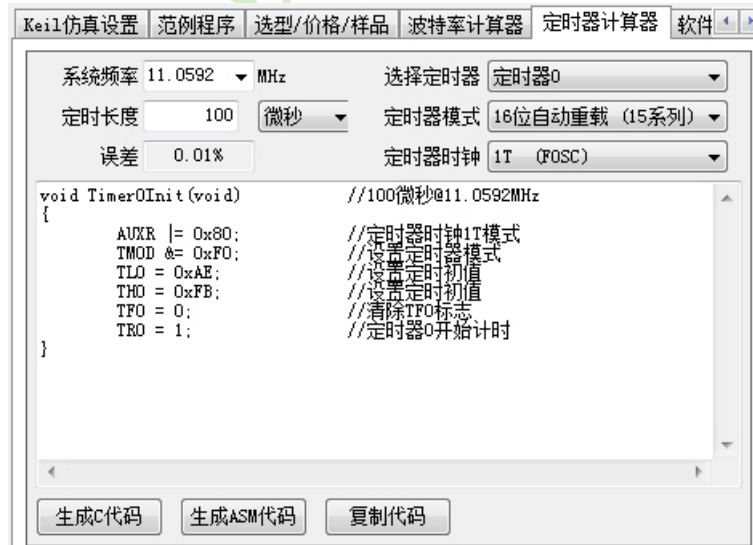 Keil仿真设置 范例程序 选型/价格/样品 波特率计算器 定时器计算器 软件
系统频率 11.0592 MHz 选择定时器 定时器0
定时长度 100 微秒 定时器模式 16位自动重载 (15系列)
误差 0.01% 定时器时钟 1T (FOSC)
void Timer0Init(void) //100微秒@11.0592MHz
{
AUXR |= 0x80; //定时器时钟1T模式
TMOD &= 0xF0; //设置定时器模式
TL0 = 0xAE; //设置定时初值
TH0 = 0xFB; //设置定时初值
TF0 = 0; //清除TF0标志
TR0 = 1; //定时器0开始计时
}
生成C代码 生成ASM代码 复制代码